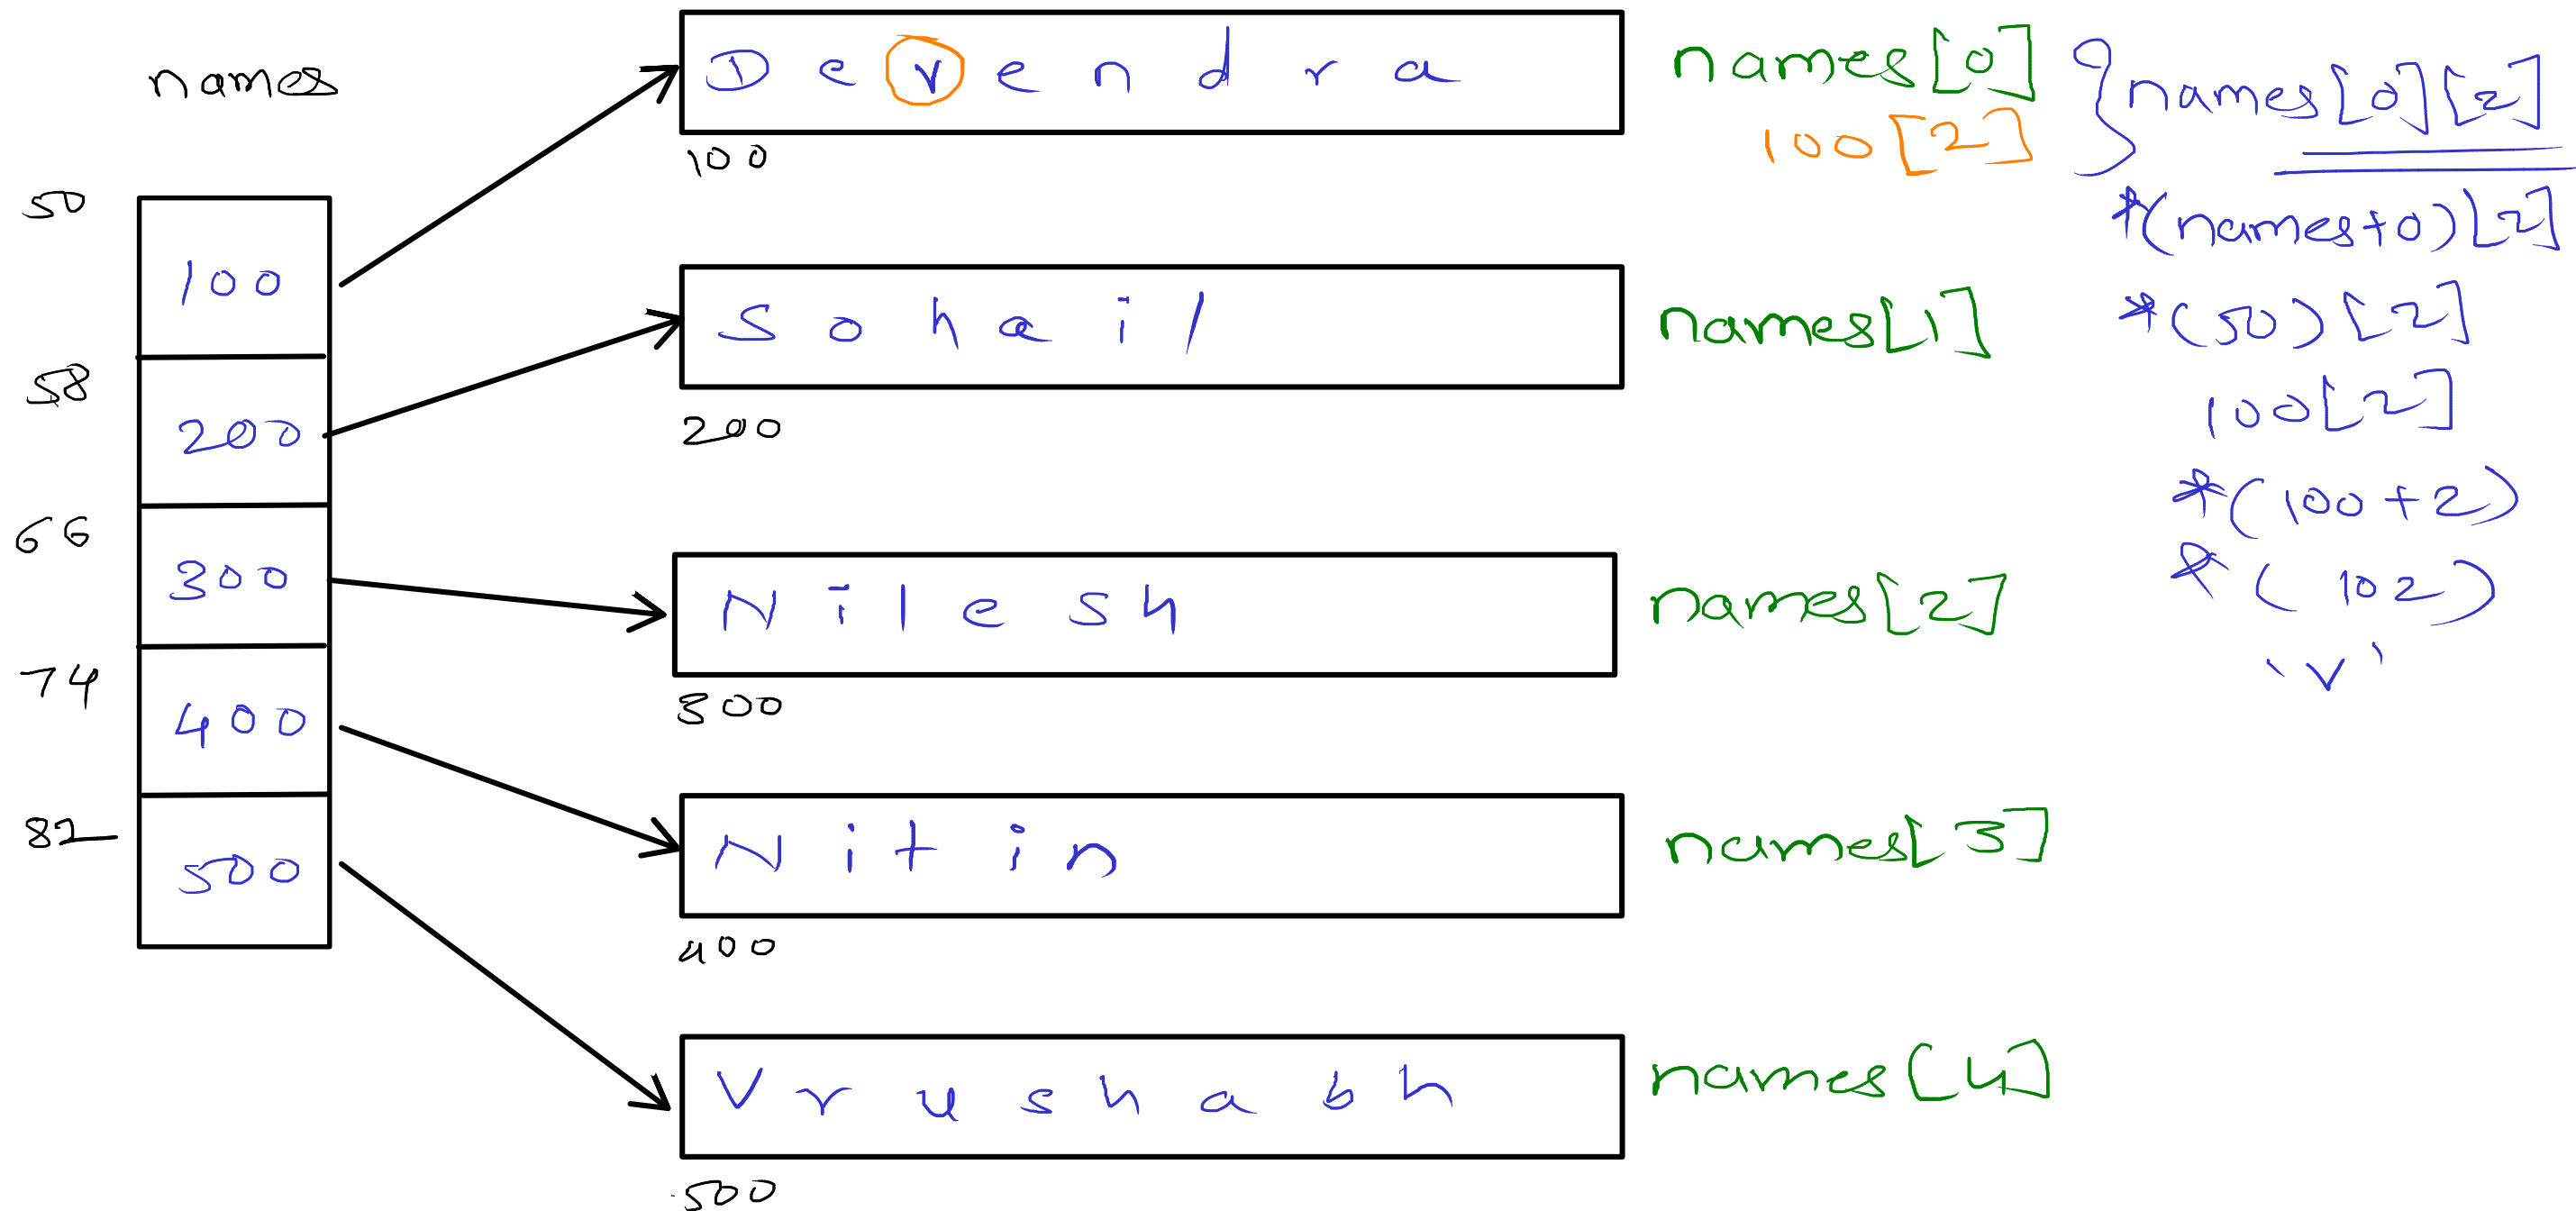 names
50
100
58
200
66
300
74
400
82
500
D e v e n d r a
100
names[0]
100[2]
S o h a i l
200
names[1]
N i l e s h
300
names[2]
N i t i n
400
names[3]
V r u s h a b h
500
names[4]
} names[0][2]
*(names+0)[2]
*(50)[2]
100[2]
*(100+2)
*(102)
'v'